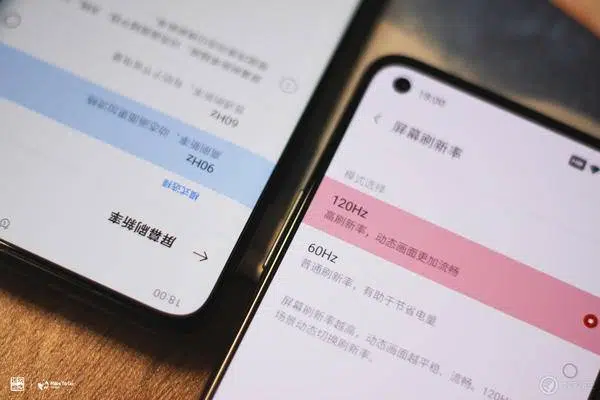 19:00
屏幕刷新率
模式选择
120Hz
高刷新率，动态画面更加流畅
60Hz
普通刷新率，有助于节省电量
屏幕刷新率越高，动态画面越平稳、流畅，120H
场景动态切换刷新率。
18:00
屏幕刷新率
模式选择
90Hz
高刷新率，动态画面更加流畅
60Hz
普通刷新率，有助于节省电量